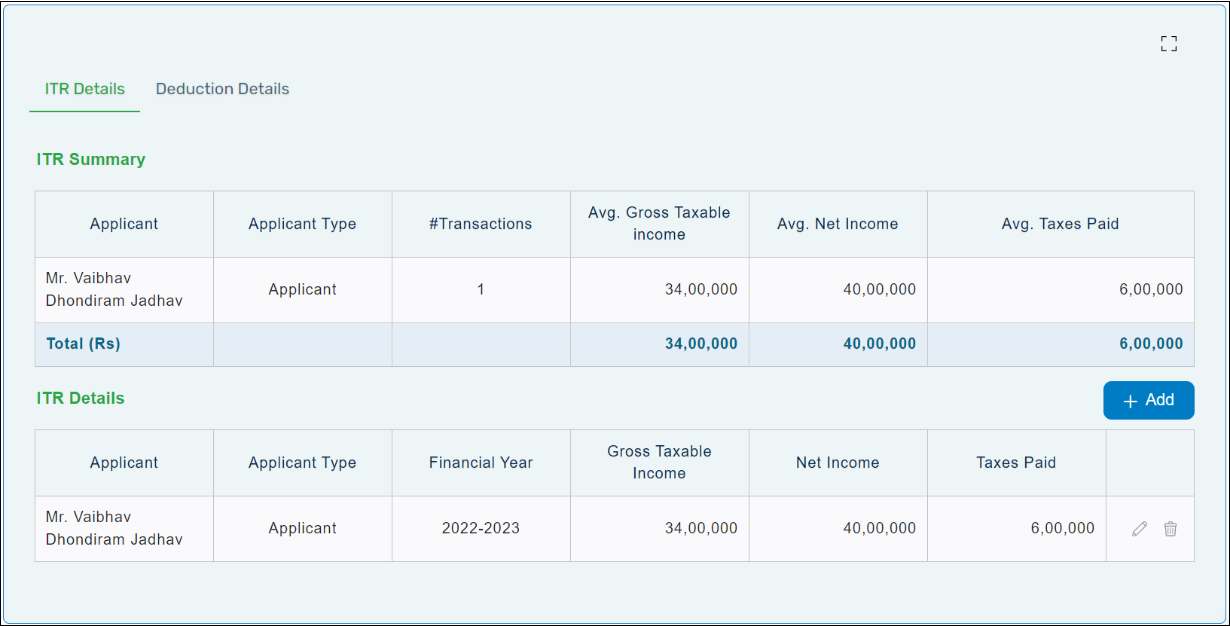 ITR Details Deduction Details
ITR Summary
Applicant Applicant Type #Transactions Avg. Gross Taxable income Avg. Net Income Avg. Taxes Paid
Mr. Vaibhav Dhondiram Jadhav Applicant 1 34,00,000 40,00,000 6,00,000
Total (Rs) 34,00,000 40,00,000 6,00,000
ITR Details + Add
Applicant Applicant Type Financial Year Gross Taxable Income Net Income Taxes Paid
Mr. Vaibhav Dhondiram Jadhav Applicant 2022-2023 34,00,000 40,00,000 6,00,000